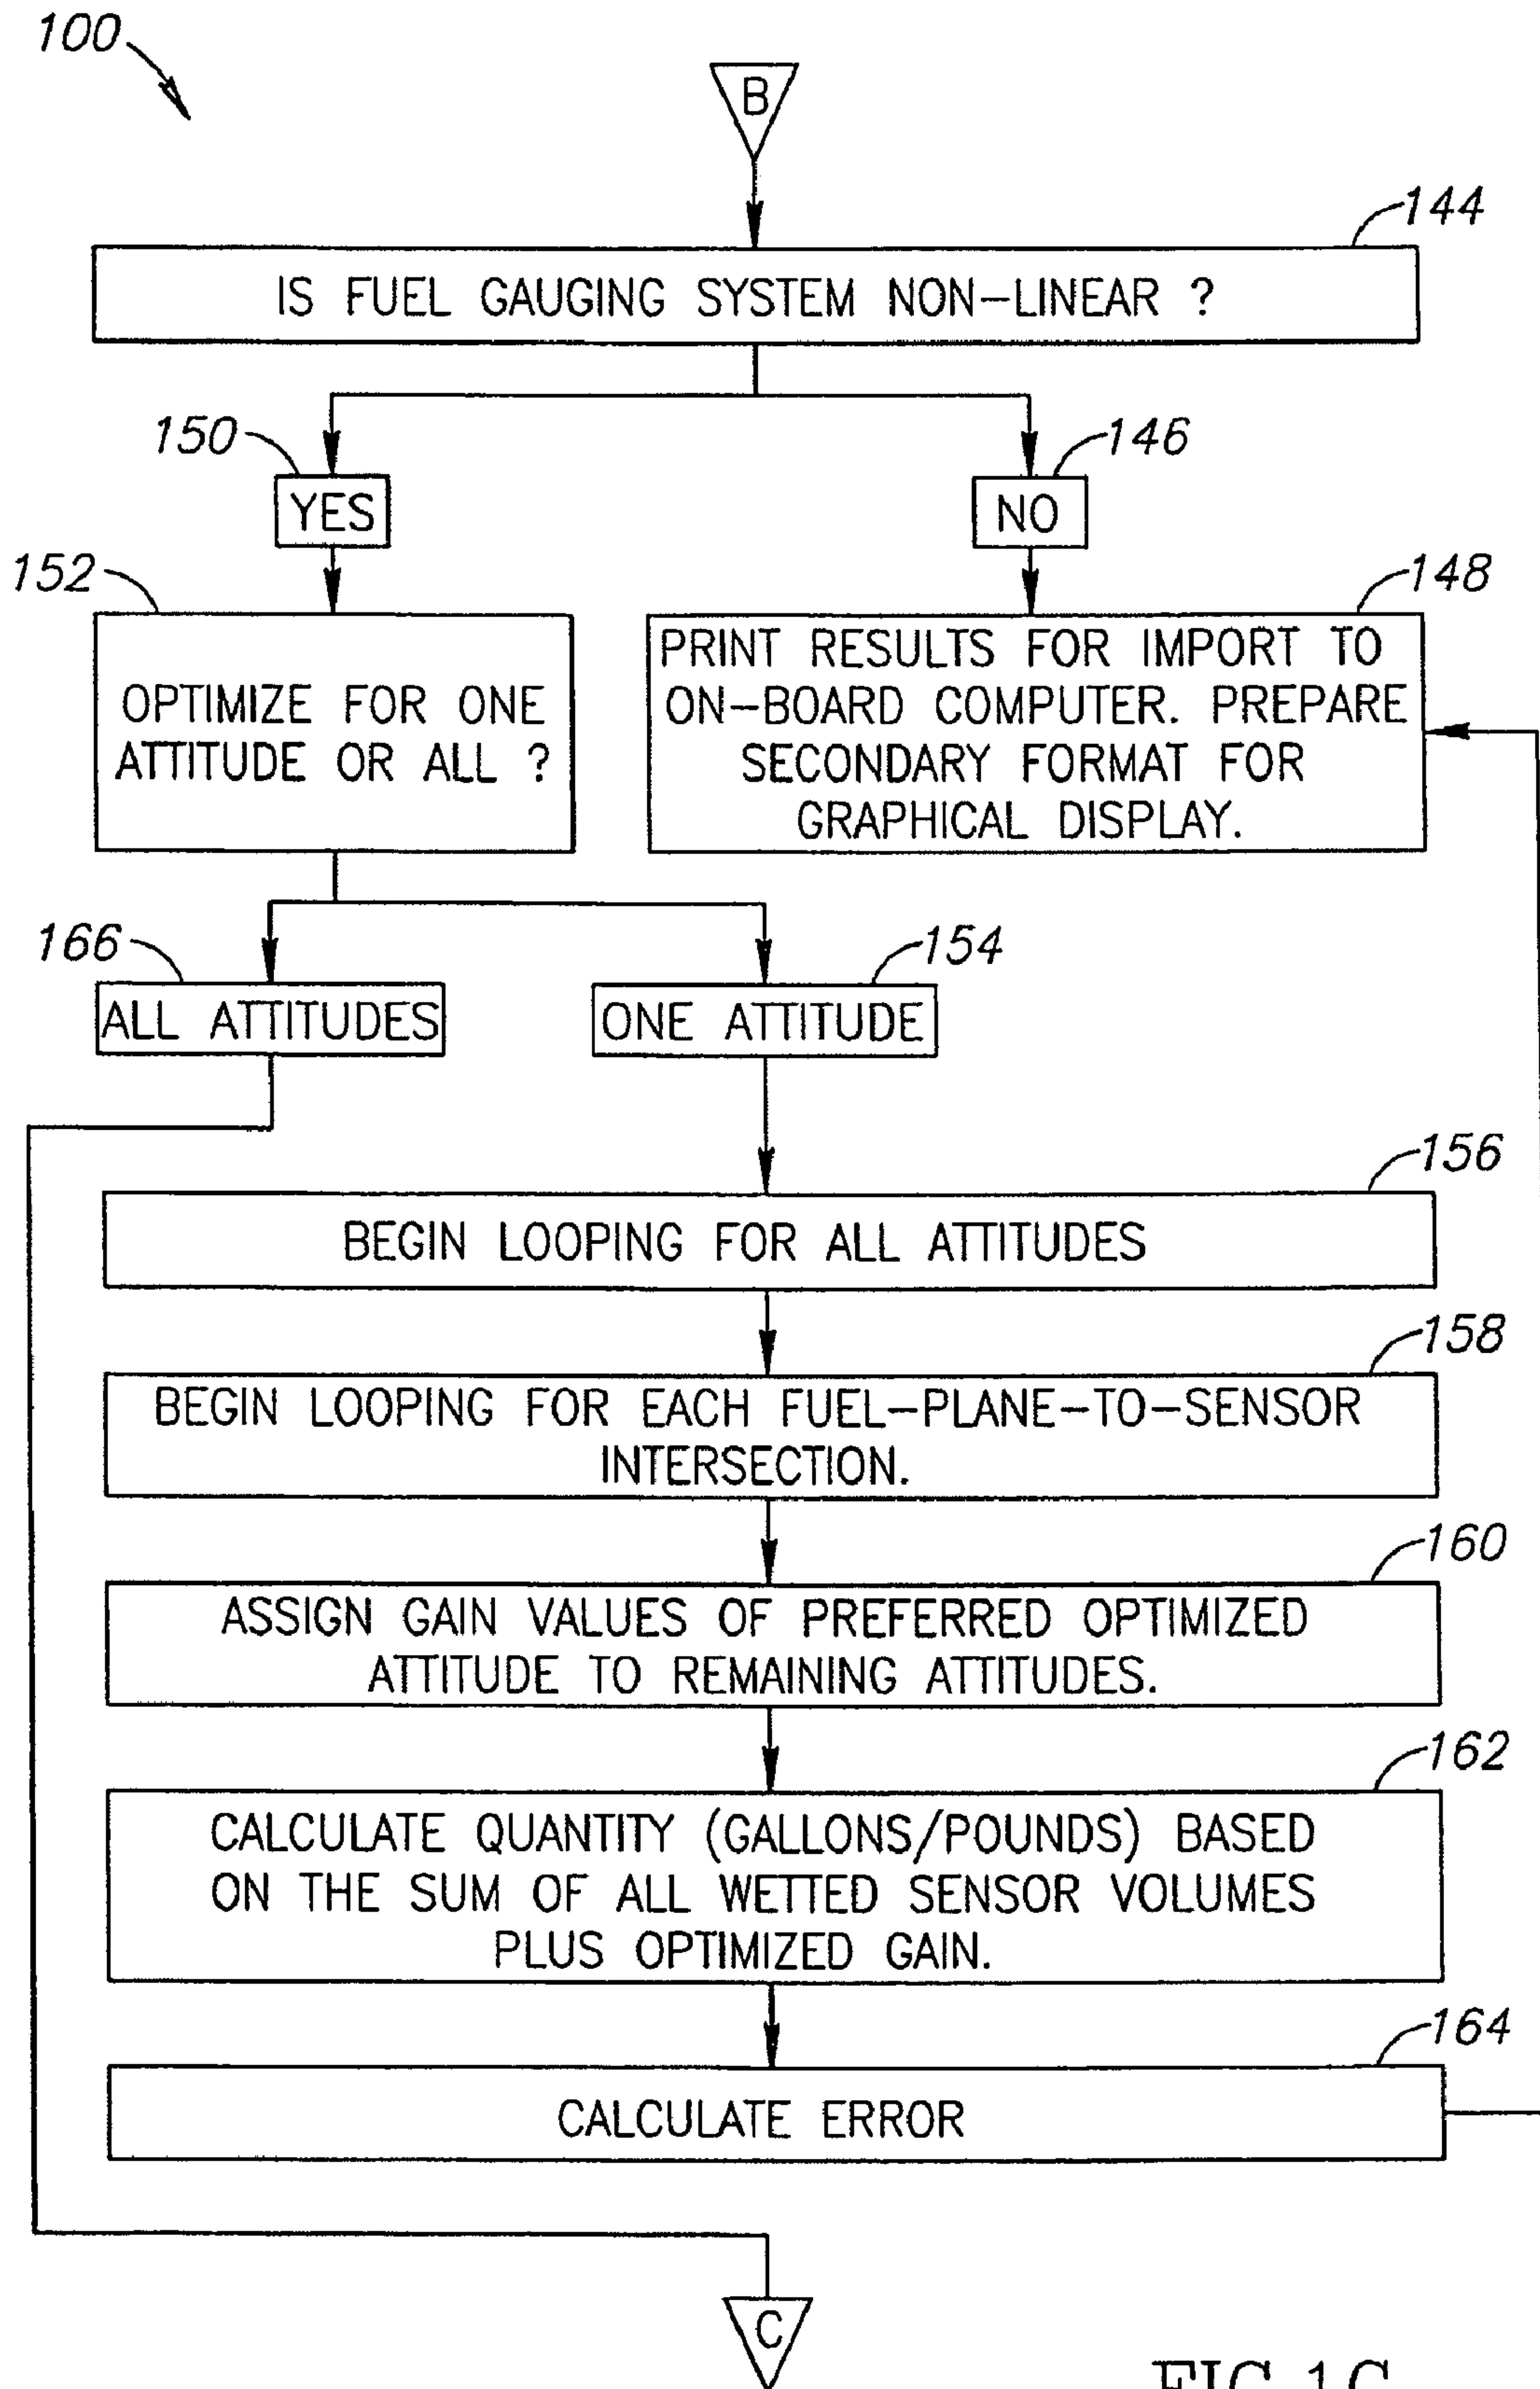 100
B
144
IS FUEL GAUGING SYSTEM NON-LINEAR ?
150
146
YES
NO
152
148
OPTIMIZE FOR ONE
ATTITUDE OR ALL ?
PRINT RESULTS FOR IMPORT TO
ON-BOARD COMPUTER. PREPARE
SECONDARY FORMAT FOR
GRAPHICAL DISPLAY.
166
154
ALL ATTITUDES
ONE ATTITUDE
156
BEGIN LOOPING FOR ALL ATTITUDES
158
BEGIN LOOPING FOR EACH FUEL-PLANE-TO-SENSOR
INTERSECTION.
160
ASSIGN GAIN VALUES OF PREFERRED OPTIMIZED
ATTITUDE TO REMAINING ATTITUDES.
162
CALCULATE QUANTITY (GALLONS/POUNDS) BASED
ON THE SUM OF ALL WETTED SENSOR VOLUMES
PLUS OPTIMIZED GAIN.
164
CALCULATE ERROR
C
FIG.1C